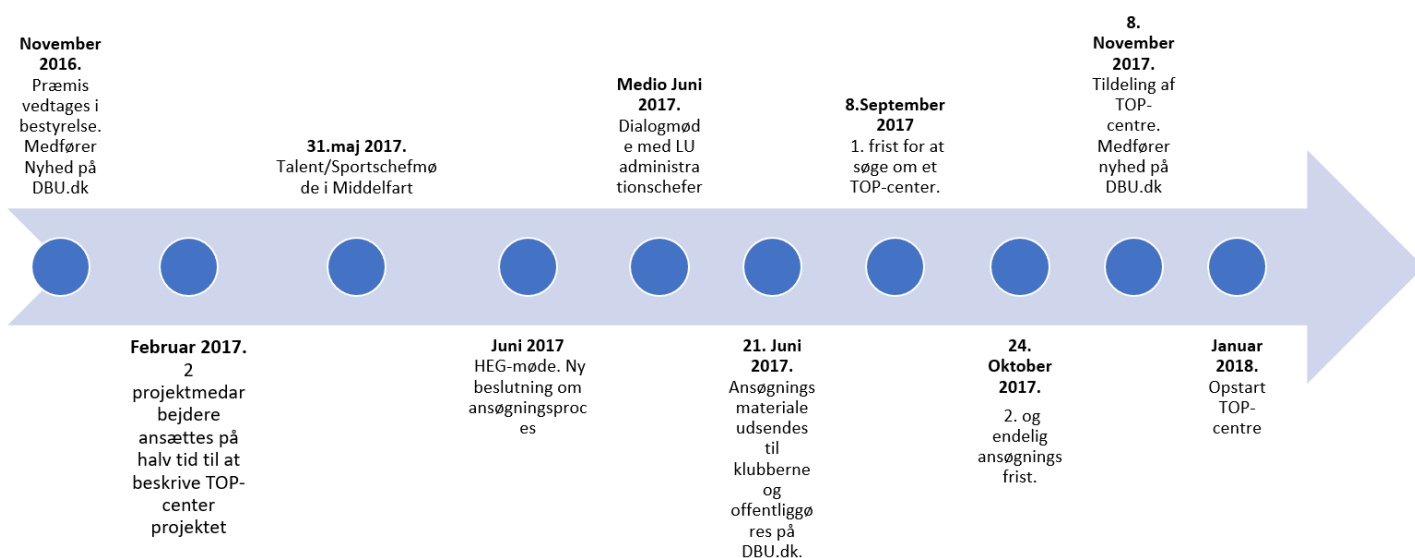 November
2016.
Præmis
vedtages i
bestyrelse.
Medfører
Nyhed på
DBU.dk
Februar 2017.
2
projektmedar
bejdere
ansættes på
halv tid til at
beskrive TOP-
center
projektet
31.maj 2017.
Talent/Sportschefmø
de i Middelfart
Juni 2017
HEG-møde. Ny
beslutning om
ansøgningsproc
es
Medio Juni
2017.
Dialogmød
e med LU
administra
tionschefer
21. Juni
2017.
Ansøgnings
materiale
udsendes
til
klubberne
og
offentliggø
res på
DBU.dk.
8.September
2017
1. frist for at
søge om et
TOP-center.
24.
Oktober
2017.
2. og
endelig
ansøgnings
frist.
8.
November
2017.
Tildeling af
TOP-
centre.
Medfører
nyhed på
DBU.dk
Januar
2018.
Opstart
TOP-
centre